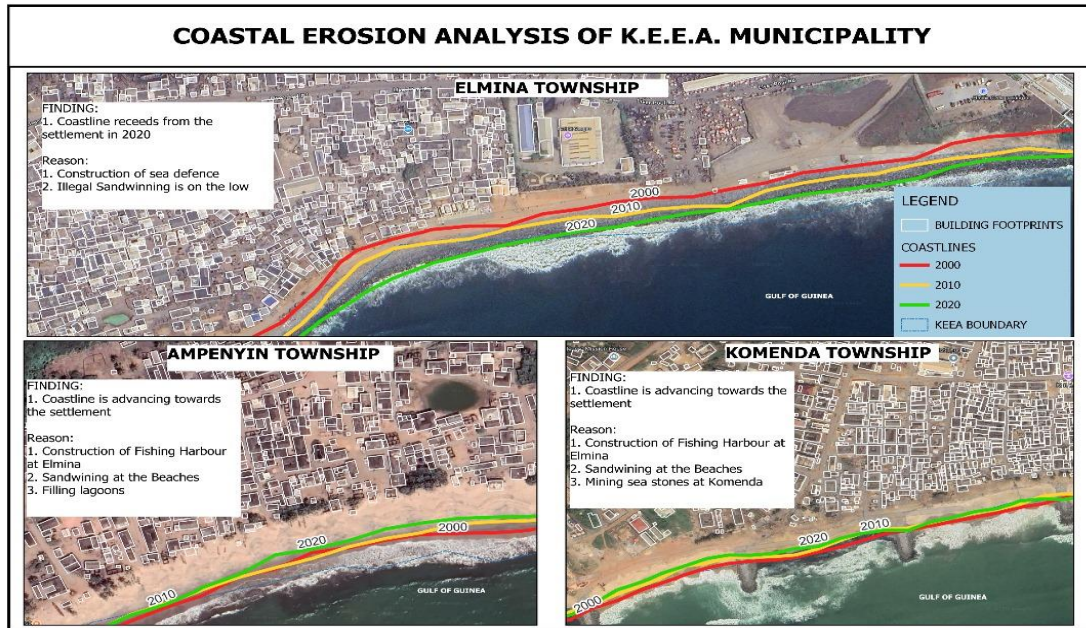 COASTAL EROSION ANALYSIS OF K.E.E.A. MUNICIPALITY
ELMINA TOWNSHIP
FINDING:
1. Coastline receeds from the
settlement in 2020
Reason:
1. Construction of sea defence
2. Illegal Sandwinning is on the low
2000
2010
2020
GULF OF GUINEA
LEGEND
BUILDING FOOTPRINTS
COASTLINES
2000
2010
2020
KEEA BOUNDARY
AMPENYIN TOWNSHIP
FINDING:
1. Coastline is advancing towards
the settlement
Reason:
1. Construction of Fishing Harbour
at Elmina
2. Sandwining at the Beaches
3. Filling lagoons
2000
2020
2010
GULF OF GUINEA
KOMENDA TOWNSHIP
FINDING:
1. Coastline is advancing towards the
settlement
Reason:
1. Construction of Fishing Harbour at
Elmina
2. Sandwining at the Beaches
3. Mining sea stones at Komenda
2010
2020
2000
GULF OF GUINEA